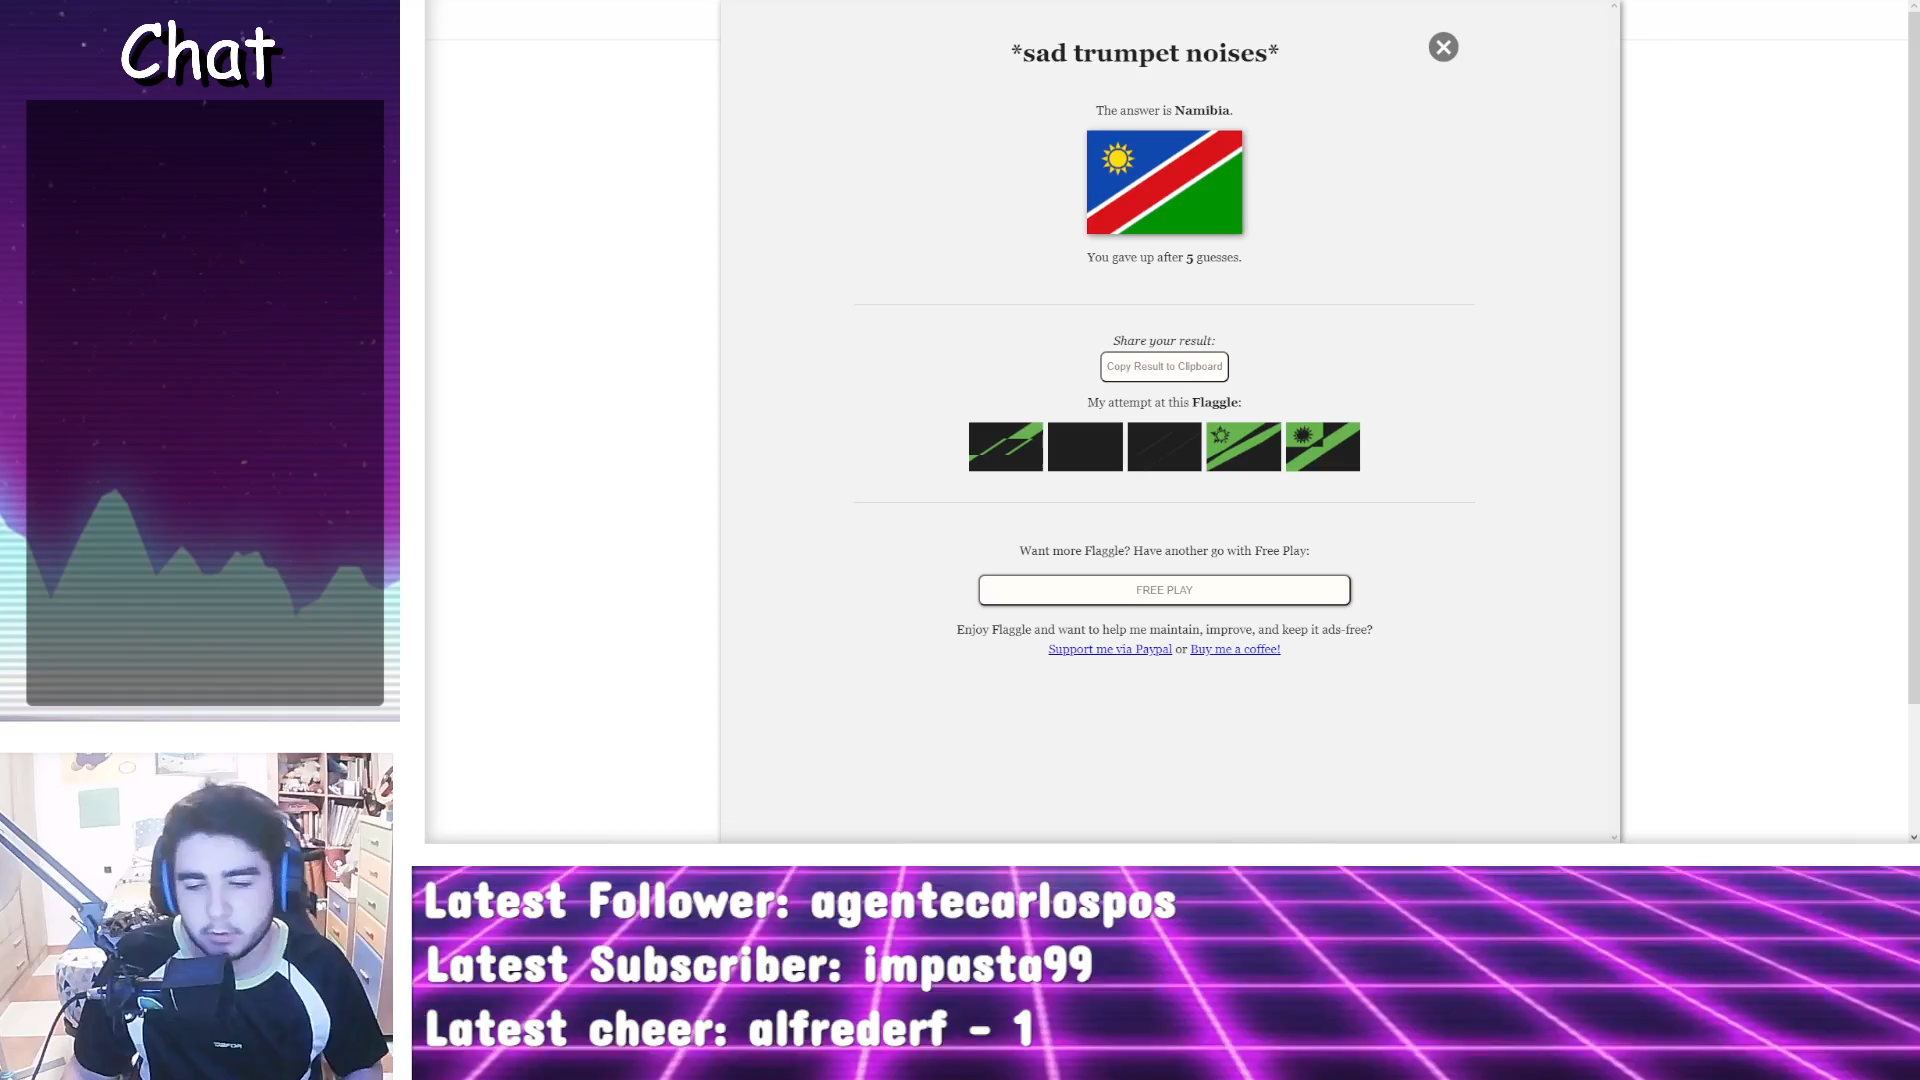 Chat
*sad trumpet noises*
The answer is Namibia.
You gave up after 5 guesses.
Share your result:
Copy Result to Clipboard
My attempt at this Flaggle:
Want more Flaggle? Have another go with Free Play:
FREE PLAY
Enjoy Flaggle and want to help me maintain, improve, and keep it ads-free?
Support me via Paypal or Buy me a coffee!
Latest Follower: agentecarlospos
Latest Subscriber: impasta99
Latest cheer: alfrederf - 1